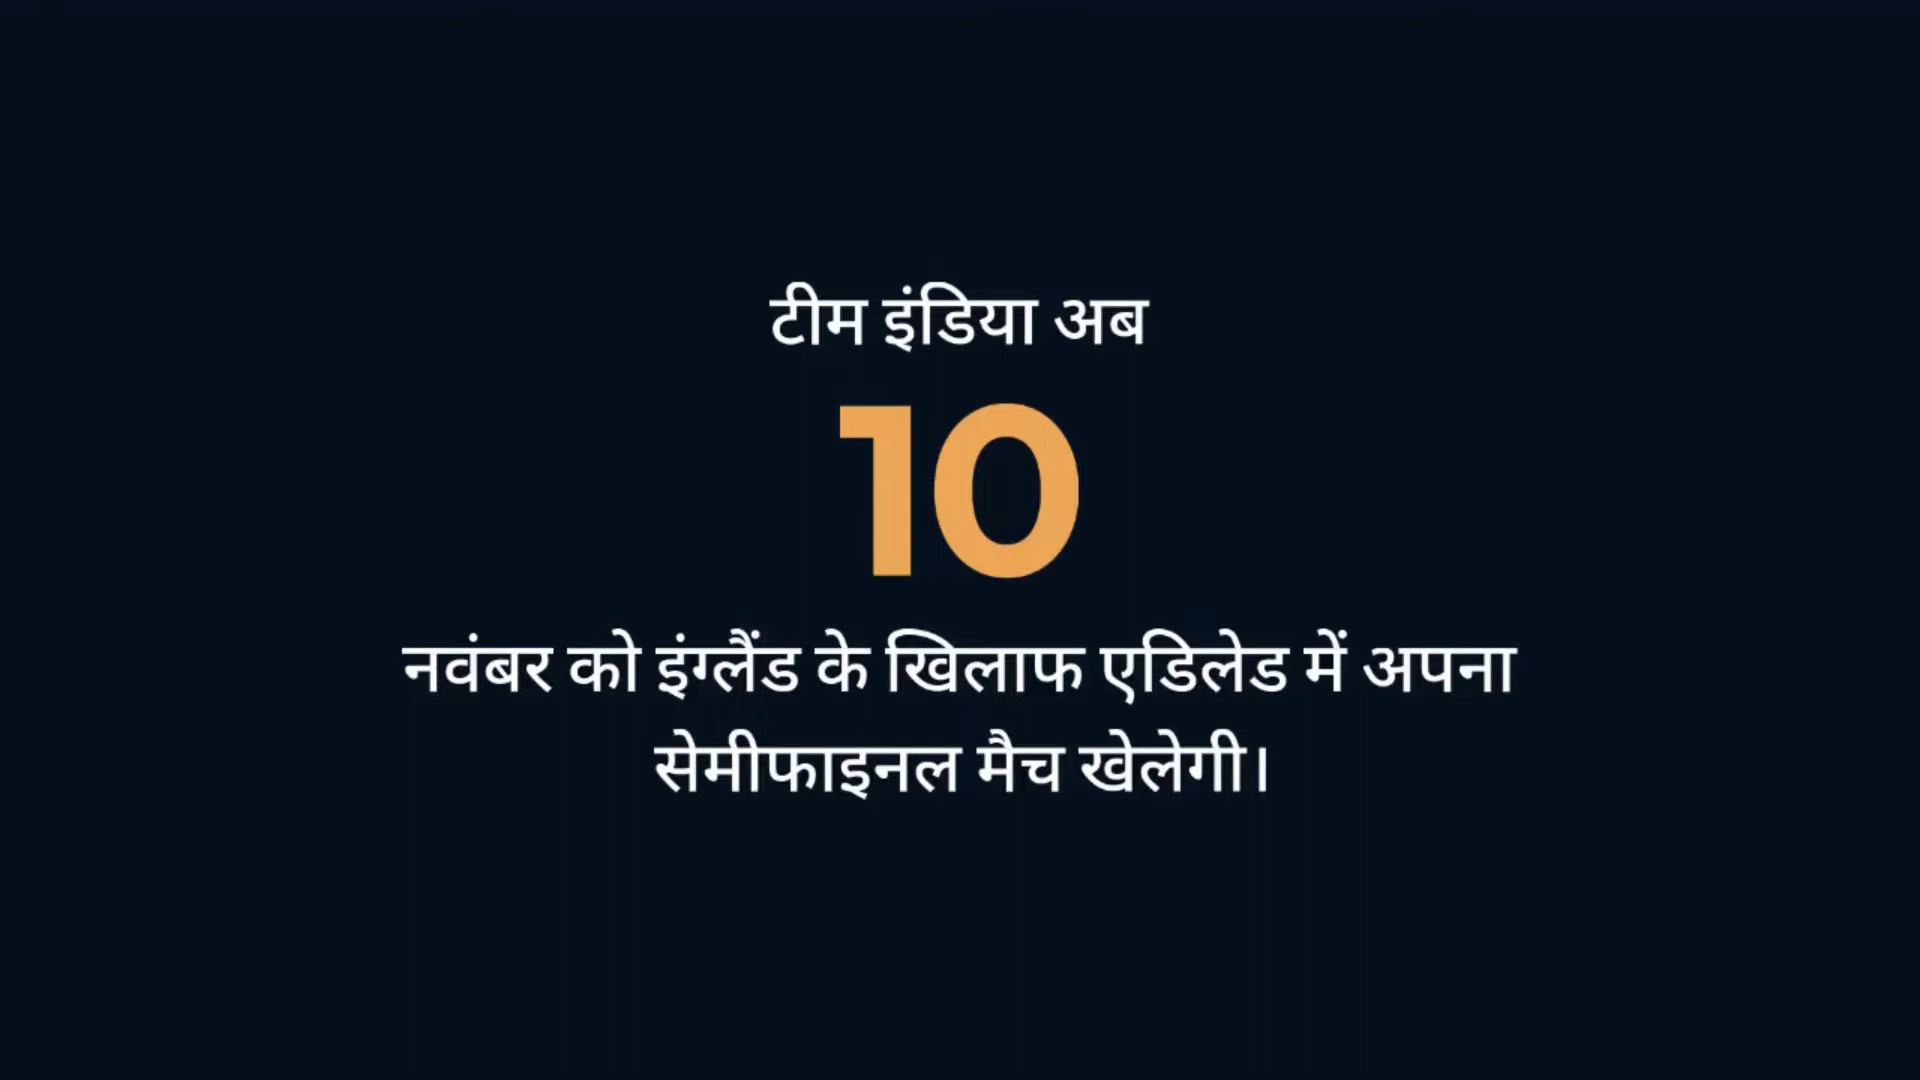 टीम इंडिया अब
10
नवंबर को इंग्लैंड के खिलाफ एडिलेड में अपना
सेमीफाइनल मैच खेलेगी।